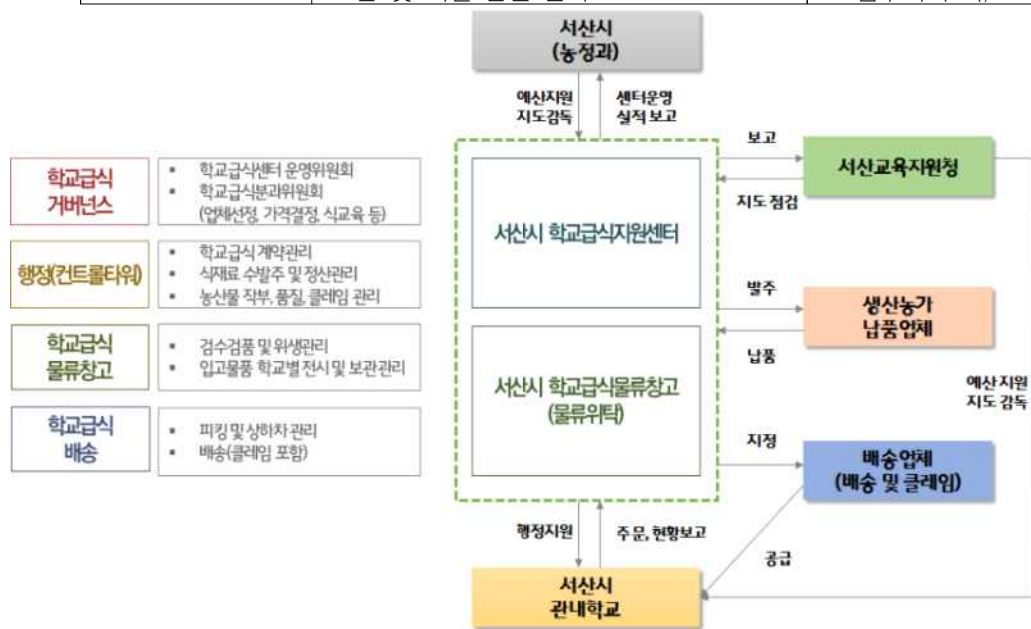 서산시
(농정과)
예산지원
지도감독
센터운영
실적 보고
학교급식
거버넌스
▪ 학교급식센터 운영위원회
▪ 학교급식분과위원회
(업체선정, 가격결정, 식교육 등)
행정(컨트롤타워)
▪ 학교급식 계약관리
▪ 식재료 수발주 및 정산관리
▪ 농산물 작부, 품질, 클레임 관리
학교급식
물류창고
▪ 검수검품 및 위생관리
▪ 입고물품 학교별 전시 및 보관관리
학교급식
배송
▪ 피킹 및 상하차 관리
▪ 배송(클레임 포함)
서산시 학교급식지원센터
서산시 학교급식물류창고
(물류위탁)
보고
지도 점검
서산교육지원청
발주
납품
생산농가
납품업체
예산 지원
지도 감독
지정
배송업체
(배송 및 클레임)
행정지원
주문, 현황보고
공급
서산시
관내학교